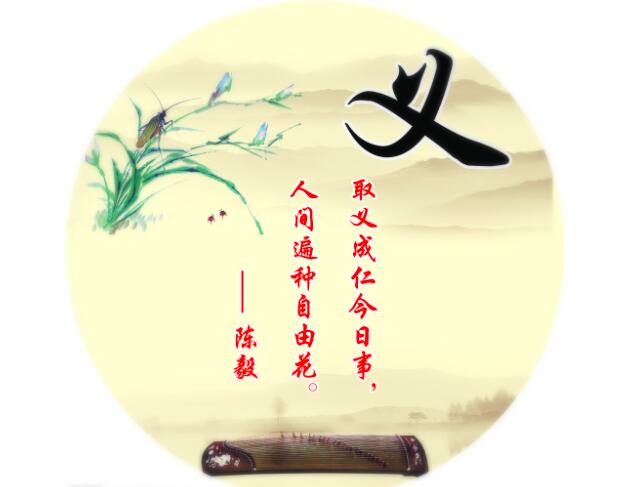 义
取义成仁今日事，
人间遍种自由花。
——陈毅